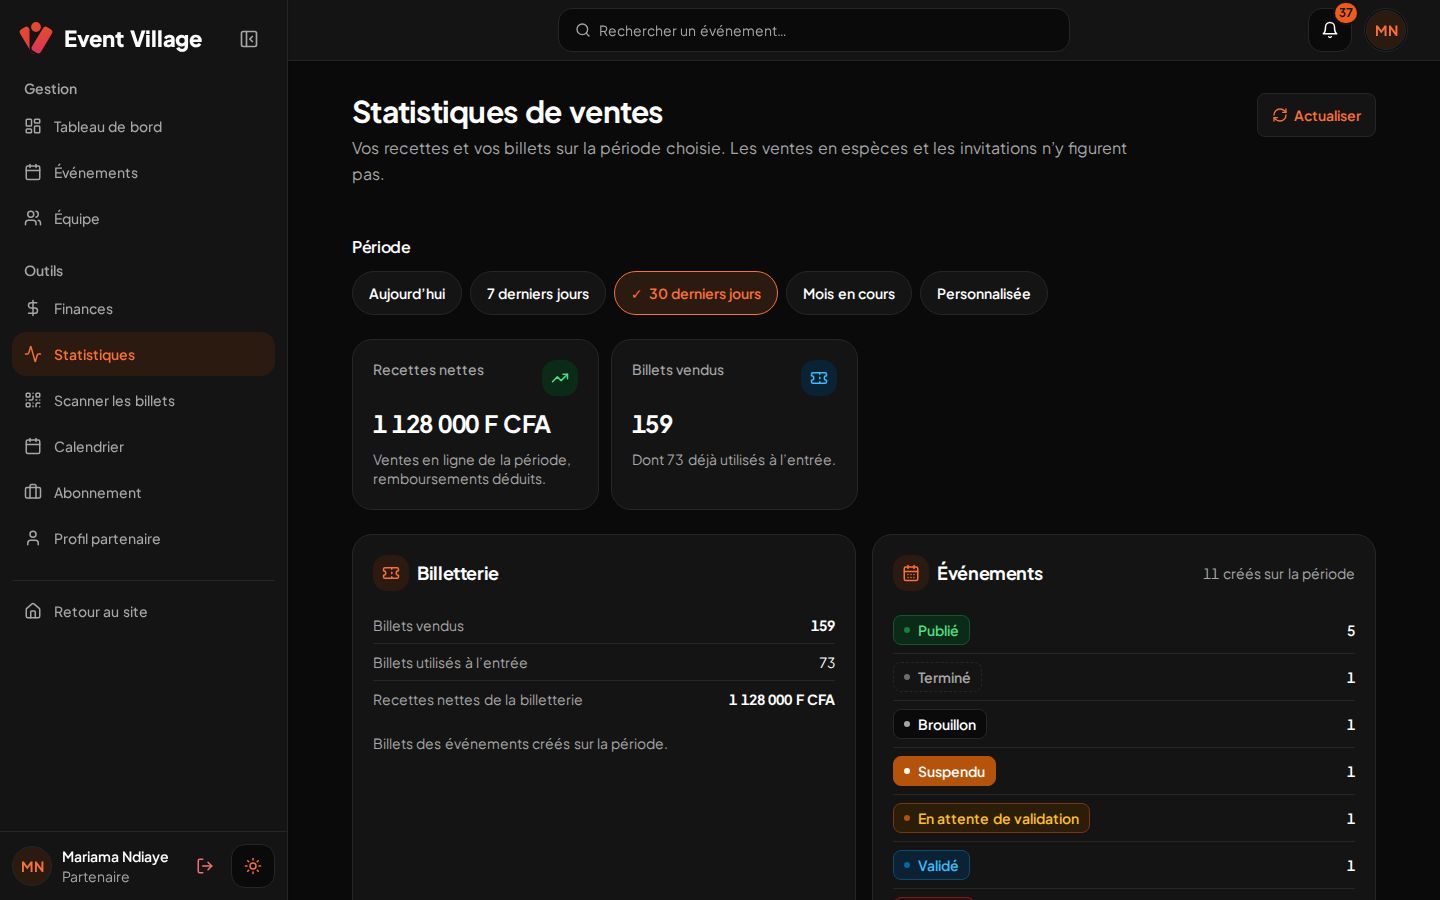 Event Village
Gestion
Tableau de bord
Événements
Équipe
Outils
Finances
Statistiques
Scanner les billets
Calendrier
Abonnement
Profil partenaire
Retour au site
MN
Mariama Ndiaye
Partenaire
Rechercher un événement...
37
MN
Statistiques de ventes
Vos recettes et vos billets sur la période choisie. Les ventes en espèces et les invitations n'y figurent
pas.
Actualiser
Période
Aujourd'hui
7 derniers jours
✓ 30 derniers jours
Mois en cours
Personnalisée
Recettes nettes
1 128 000 F CFA
Ventes en ligne de la période,
remboursements déduits.
Billets vendus
159
Dont 73 déjà utilisés à l'entrée.
Billetterie
Billets vendus 159
Billets utilisés à l'entrée 73
Recettes nettes de la billetterie 1 128 000 F CFA
Billets des événements créés sur la période.
Événements 11 créés sur la période
Publié 5
Terminé 1
Brouillon 1
Suspendu 1
En attente de validation 1
Validé 1